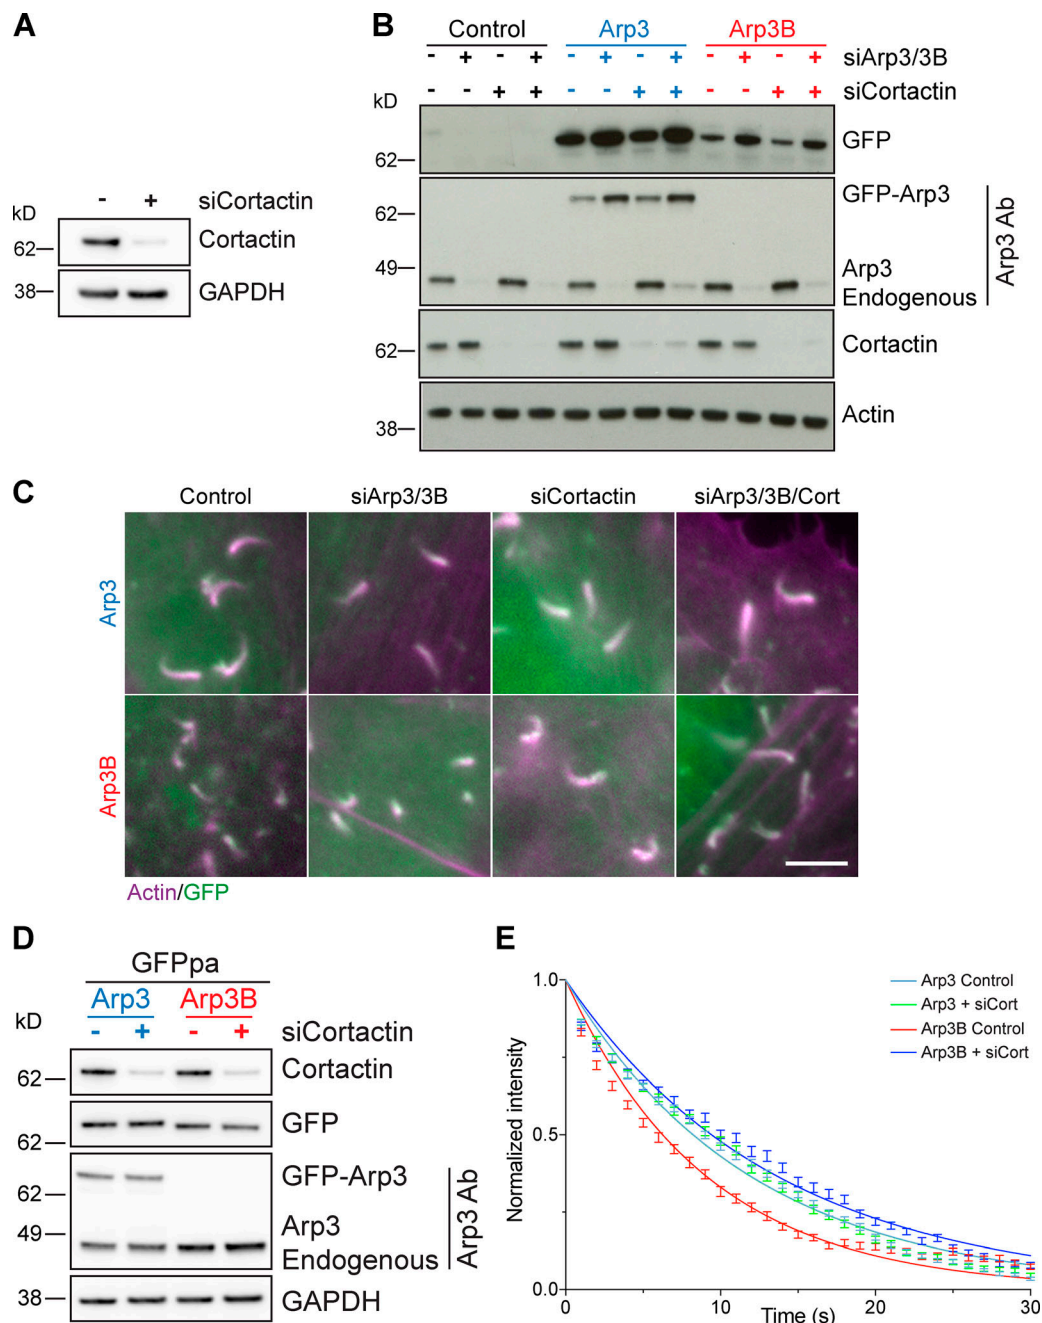 A
- + siCortactin
kD
62 Cortactin
38 GAPDH
B
Control Arp3 Arp3B
- + - + - + - + - + - + siArp3/3B
- - + + - - + + - - + + siCortactin
kD
62 GFP
62 GFP-Arp3
49 Arp3
Endogenous
Arp3 Ab
62 Cortactin
38 Actin
C
Control siArp3/3B siCortactin siArp3/3B/Cort
Arp3
Arp3B
Actin/GFP
D
GFPpa
Arp3 Arp3B
- + - + siCortactin
kD
62 Cortactin
62 GFP
62 GFP-Arp3
49 Arp3
Endogenous
Arp3 Ab
38 GAPDH
E
Arp3 Control
Arp3 + siCort
Arp3B Control
Arp3B + siCort
Normalized intensity
1.0
0.5
0.0
0 10 20 30
Time (s)